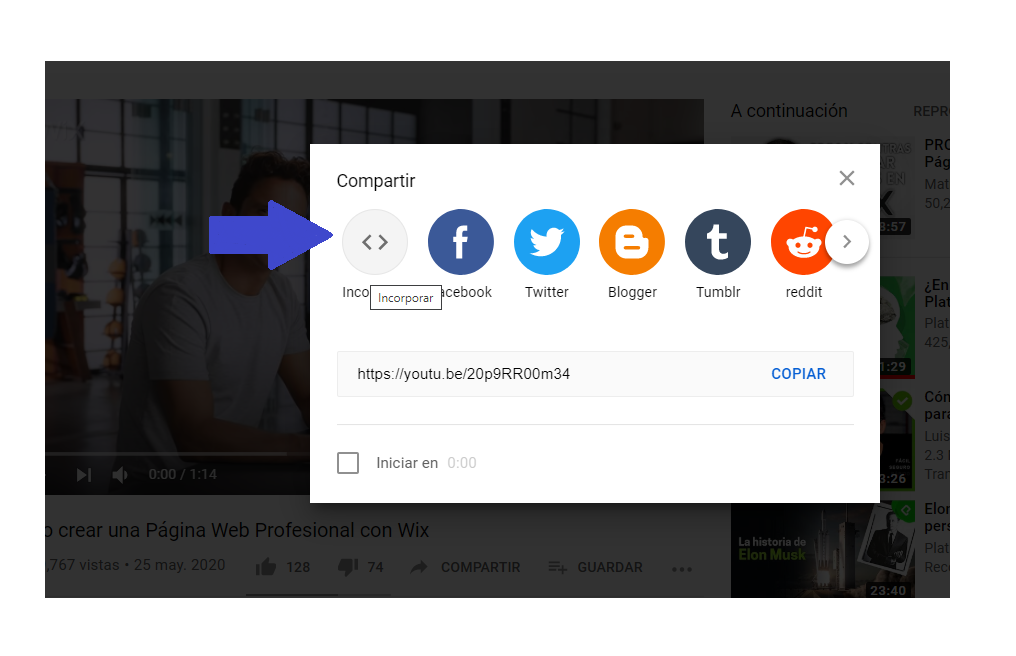 A continuación
REPR
Compartir
PRO
Pág
Mat
50,2
3:57
Inco
Incorporar
acebook
Twitter
Blogger
Tumblr
reddit
¿En
Plat
Plat
425,
1:29
https://youtu.be/20p9RR00m34
COPIAR
Cón
para
Luis
2.3
Tran
3:26
Iniciar en 0:00
0:00 / 1:14
o crear una Página Web Profesional con Wix
,767 vistas • 25 may. 2020
128
74
COMPARTIR
GUARDAR
Elon
pers
Plat
Reco
La historia de
Elon Musk
23:40